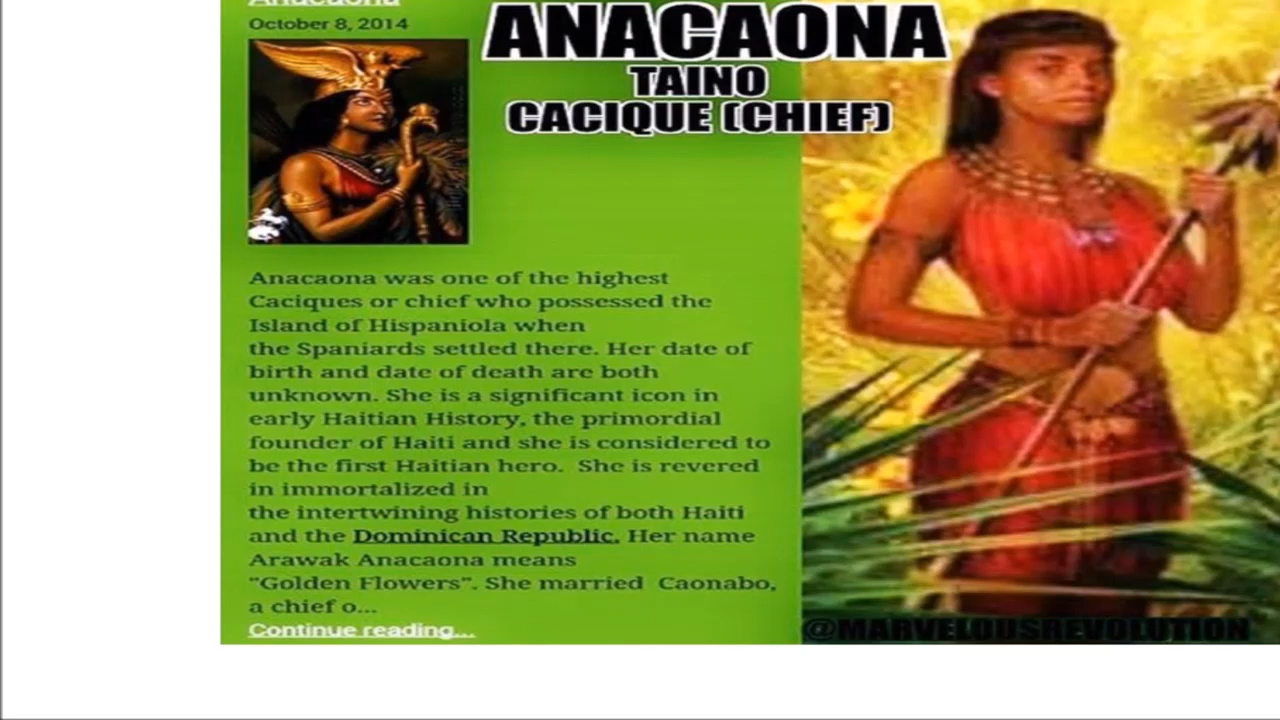 Anacaona
October 8, 2014
ANACAONA
TAINO
CACIQUE (CHIEF)
Anacaona was one of the highest
Caciques or chief who possessed the
Island of Hispaniola when
the Spaniards settled there. Her date of
birth and date of death are both
unknown. She is a significant icon in
early Haitian History, the primordial
founder of Haiti and she is considered to
be the first Haitian hero.  She is revered
in immortalized in
the intertwining histories of both Haiti
and the Dominican Republic. Her name
Arawak Anacaona means
"Golden Flowers". She married  Caonabo,
a chief o...
Continue reading...
@MARVELOUSREVOLUTION